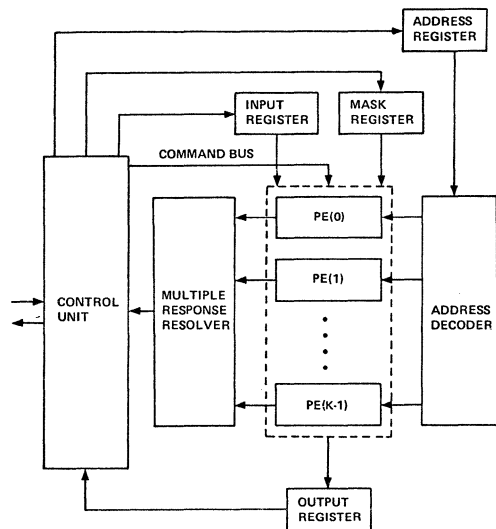 ADDRESS
REGISTER
INPUT
REGISTER
MASK
REGISTER
COMMAND BUS
PE(0)
PE(1)
CONTROL
UNIT
MULTIPLE
RESPONSE
RESOLVER
ADDRESS
DECODER
PE(K-1)
OUTPUT
REGISTER